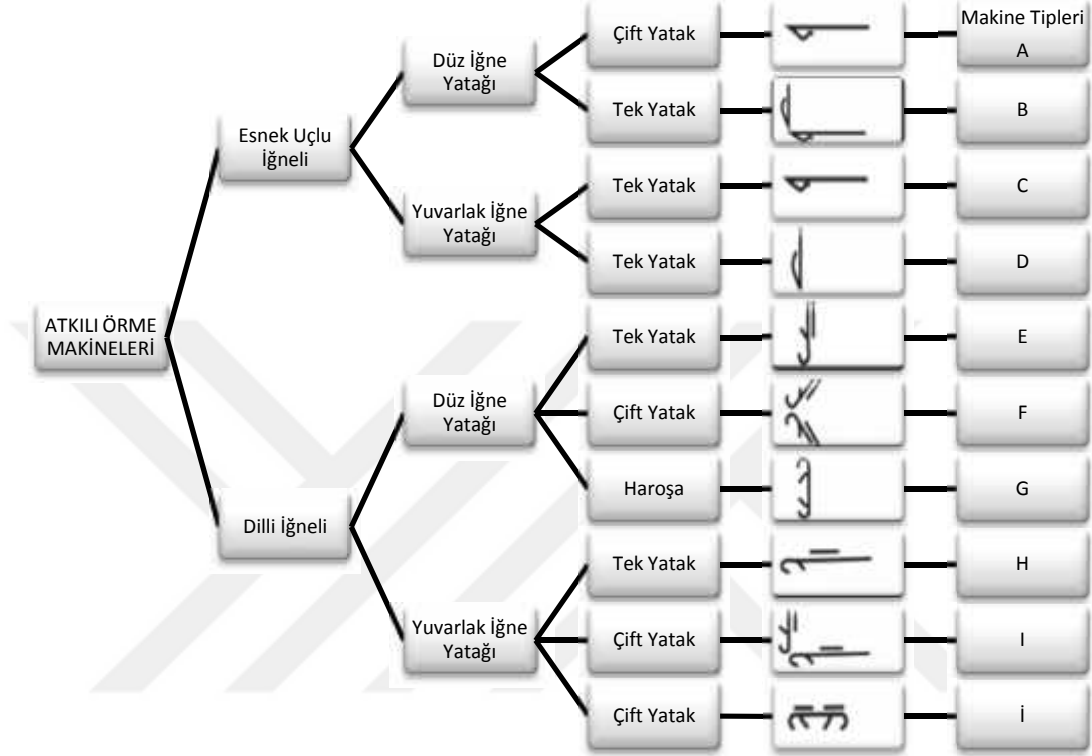 Makine Tipleri
Çift Yatak
A
Düz İğne
Yatağı
Tek Yatak
B
Esnek Uçlu
İğneli
Tek Yatak
C
Yuvarlak İğne
Yatağı
Tek Yatak
D
ATKILI ÖRME
MAKİNELERİ
Tek Yatak
E
Düz İğne
Yatağı
Çift Yatak
F
Haroşa
G
Dilli İğneli
Tek Yatak
H
Yuvarlak İğne
Yatağı
Çift Yatak
I
Çift Yatak
İ